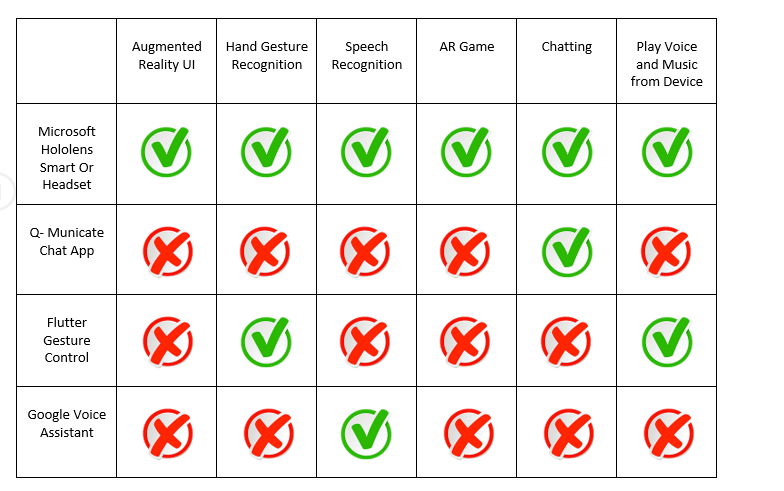 Augmented
Reality UI
Hand Gesture
Recognition
Speech
Recognition
AR Game
Chatting
Play Voice
and Music
from Device
Microsoft
Hololens
Smart Or
Headset
Q- Municate
Chat App
Flutter
Gesture
Control
Google Voice
Assistant